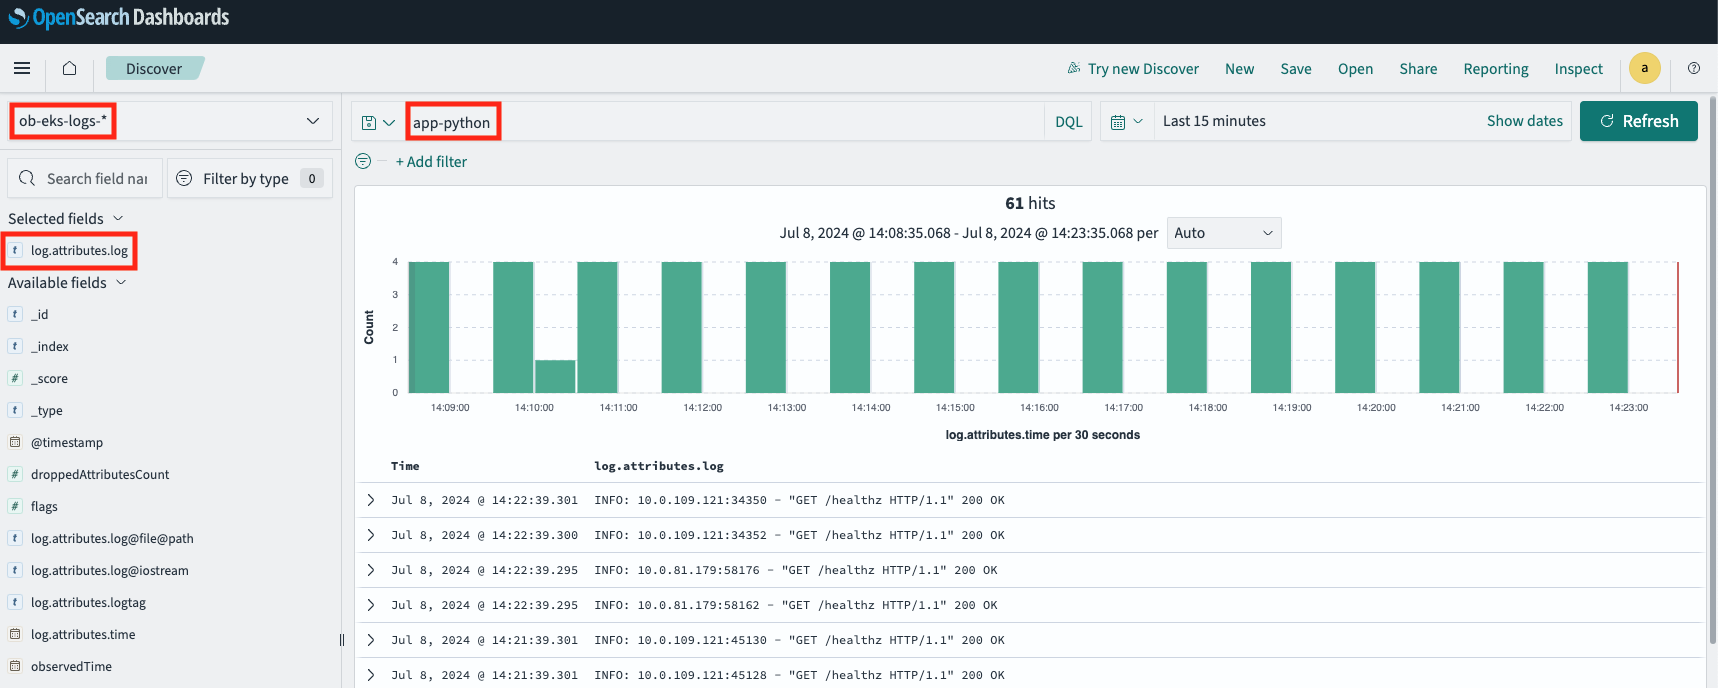 OpenSearch Dashboards
Discover
Try new Discover New Save Open Share Reporting Inspect a
ob-eks-logs-*
app-python DQL Last 15 minutes Show dates Refresh
+ Add filter
Search field nar Filter by type 0
Selected fields
t log.attributes.log
Available fields
t _id
t _index
# _score
t _type
@timestamp
# droppedAttributesCount
# flags
t log.attributes.log@file@path
t log.attributes.log@iostream
t log.attributes.logtag
log.attributes.time
observedTime
61 hits
Jul 8, 2024 @ 14:08:35.068 - Jul 8, 2024 @ 14:23:35.068 per Auto
Count
4
3
2
1
0
14:09:00 14:10:00 14:11:00 14:12:00 14:13:00 14:14:00 14:15:00 14:16:00 14:17:00 14:18:00 14:19:00 14:20:00 14:21:00 14:22:00 14:23:00
log.attributes.time per 30 seconds
Time log.attributes.log
Jul 8, 2024 @ 14:22:39.301 INFO: 10.0.109.121:34350 - "GET /healthz HTTP/1.1" 200 OK
Jul 8, 2024 @ 14:22:39.300 INFO: 10.0.109.121:34352 - "GET /healthz HTTP/1.1" 200 OK
Jul 8, 2024 @ 14:22:39.295 INFO: 10.0.81.179:58176 - "GET /healthz HTTP/1.1" 200 OK
Jul 8, 2024 @ 14:22:39.295 INFO: 10.0.81.179:58162 - "GET /healthz HTTP/1.1" 200 OK
Jul 8, 2024 @ 14:21:39.301 INFO: 10.0.109.121:45130 - "GET /healthz HTTP/1.1" 200 OK
Jul 8, 2024 @ 14:21:39.301 INFO: 10.0.109.121:45128 - "GET /healthz HTTP/1.1" 200 OK